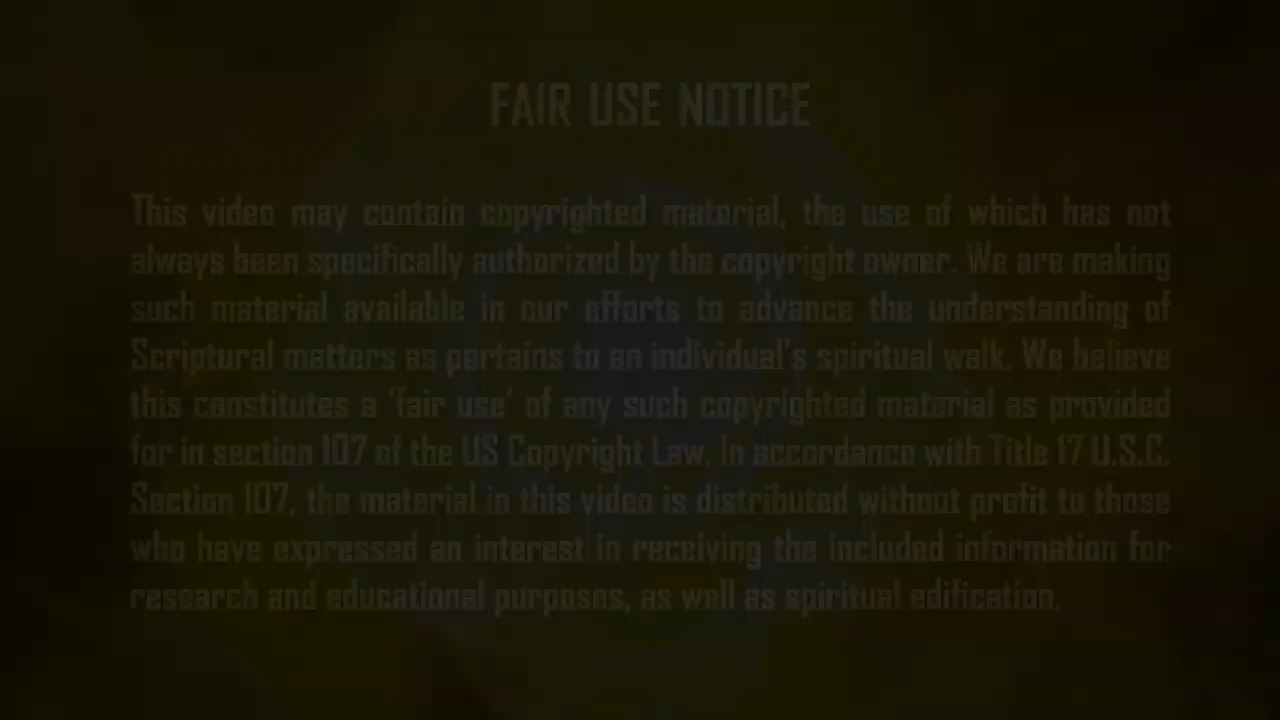 FAIR USE NOTICE
This video may contain copyrighted material, the use of which has not
always been specifically authorized by the copyright owner. We are making
such material available in our efforts to advance the understanding of
Scriptural matters as pertains to an individual's spiritual walk. We believe
this constitutes a 'fair use' of any such copyrighted material as provided
for in section 107 of the US Copyright Law. In accordance with Title 17 U.S.C.
Section 107, the material in this video is distributed without profit to those
who have expressed an interest in receiving the included information for
research and educational purposes, as well as spiritual edification.